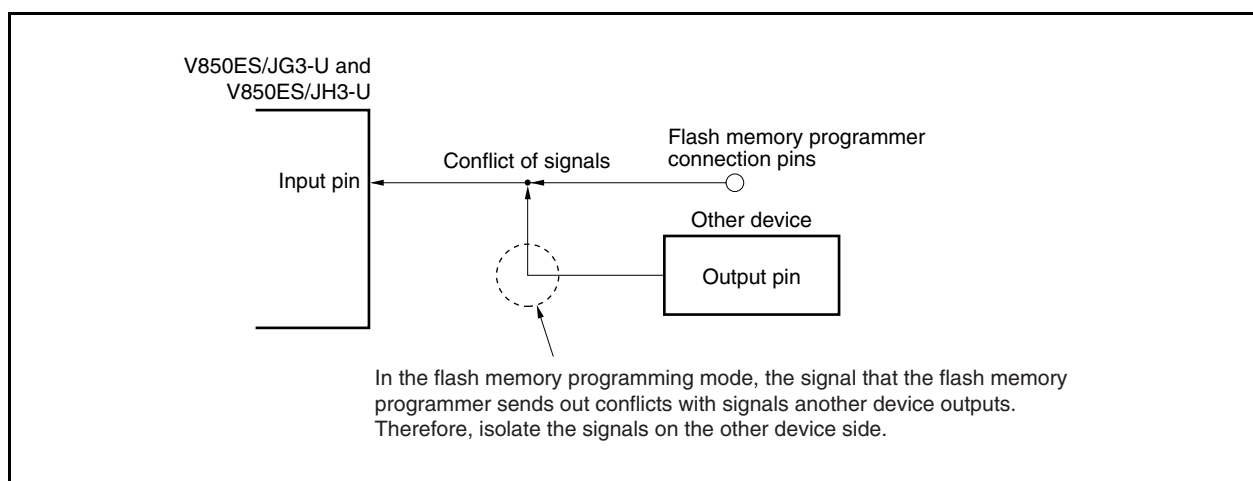 V850ES/JG3-U and
V850ES/JH3-U
Flash memory programmer
connection pins
Conflict of signals
Input pin
Other device
Output pin
In the flash memory programming mode, the signal that the flash memory
programmer sends out conflicts with signals another device outputs.
Therefore, isolate the signals on the other device side.